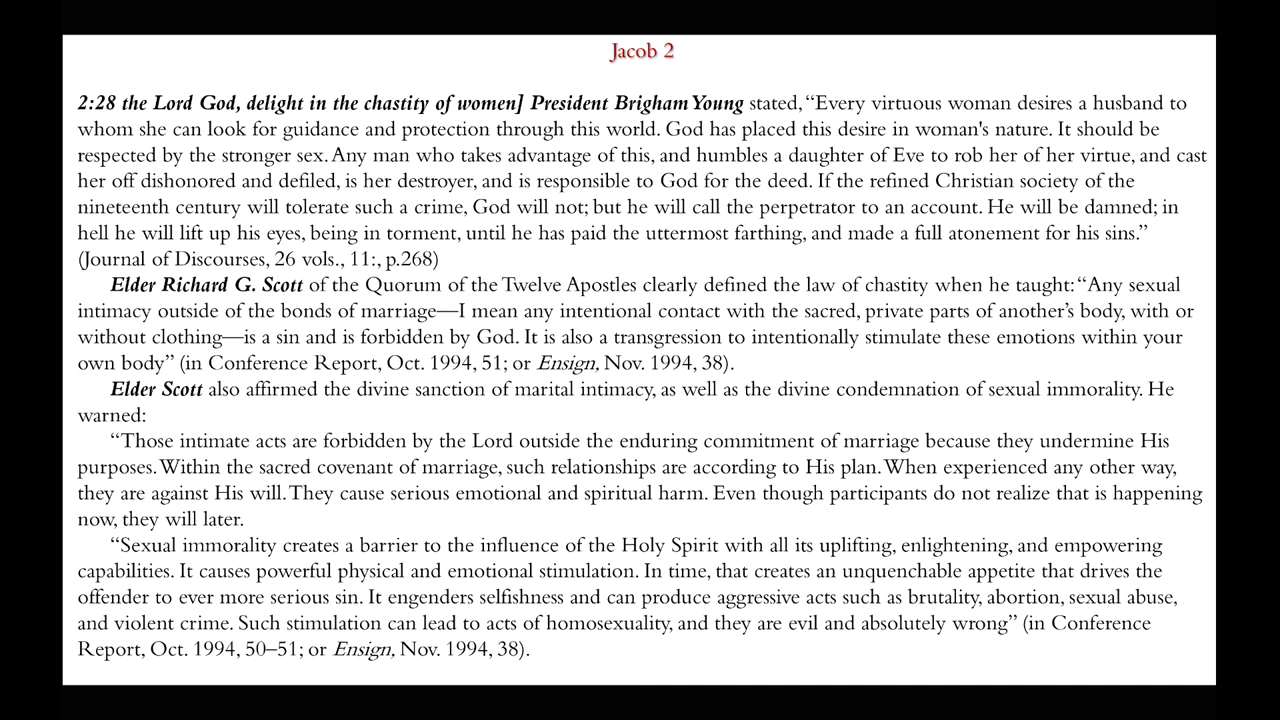 Jacob 2
2:28 the Lord God, delight in the chastity of women] President Brigham Young stated, “Every virtuous woman desires a husband to
whom she can look for guidance and protection through this world. God has placed this desire in woman's nature. It should be
respected by the stronger sex. Any man who takes advantage of this, and humbles a daughter of Eve to rob her of her virtue, and cast
her off dishonored and defiled, is her destroyer, and is responsible to God for the deed. If the refined Christian society of the
nineteenth century will tolerate such a crime, God will not; but he will call the perpetrator to an account. He will be damned; in
hell he will lift up his eyes, being in torment, until he has paid the uttermost farthing, and made a full atonement for his sins.”
(Journal of Discourses, 26 vols., 11:, p.268)
Elder Richard G. Scott of the Quorum of the Twelve Apostles clearly defined the law of chastity when he taught: “Any sexual
intimacy outside of the bonds of marriage—I mean any intentional contact with the sacred, private parts of another’s body, with or
without clothing—is a sin and is forbidden by God. It is also a transgression to intentionally stimulate these emotions within your
own body” (in Conference Report, Oct. 1994, 51; or Ensign, Nov. 1994, 38).
Elder Scott also affirmed the divine sanction of marital intimacy, as well as the divine condemnation of sexual immorality. He
warned:
“Those intimate acts are forbidden by the Lord outside the enduring commitment of marriage because they undermine His
purposes. Within the sacred covenant of marriage, such relationships are according to His plan. When experienced any other way,
they are against His will. They cause serious emotional and spiritual harm. Even though participants do not realize that is happening
now, they will later.
“Sexual immorality creates a barrier to the influence of the Holy Spirit with all its uplifting, enlightening, and empowering
capabilities. It causes powerful physical and emotional stimulation. In time, that creates an unquenchable appetite that drives the
offender to ever more serious sin. It engenders selfishness and can produce aggressive acts such as brutality, abortion, sexual abuse,
and violent crime. Such stimulation can lead to acts of homosexuality, and they are evil and absolutely wrong” (in Conference
Report, Oct. 1994, 50–51; or Ensign, Nov. 1994, 38).